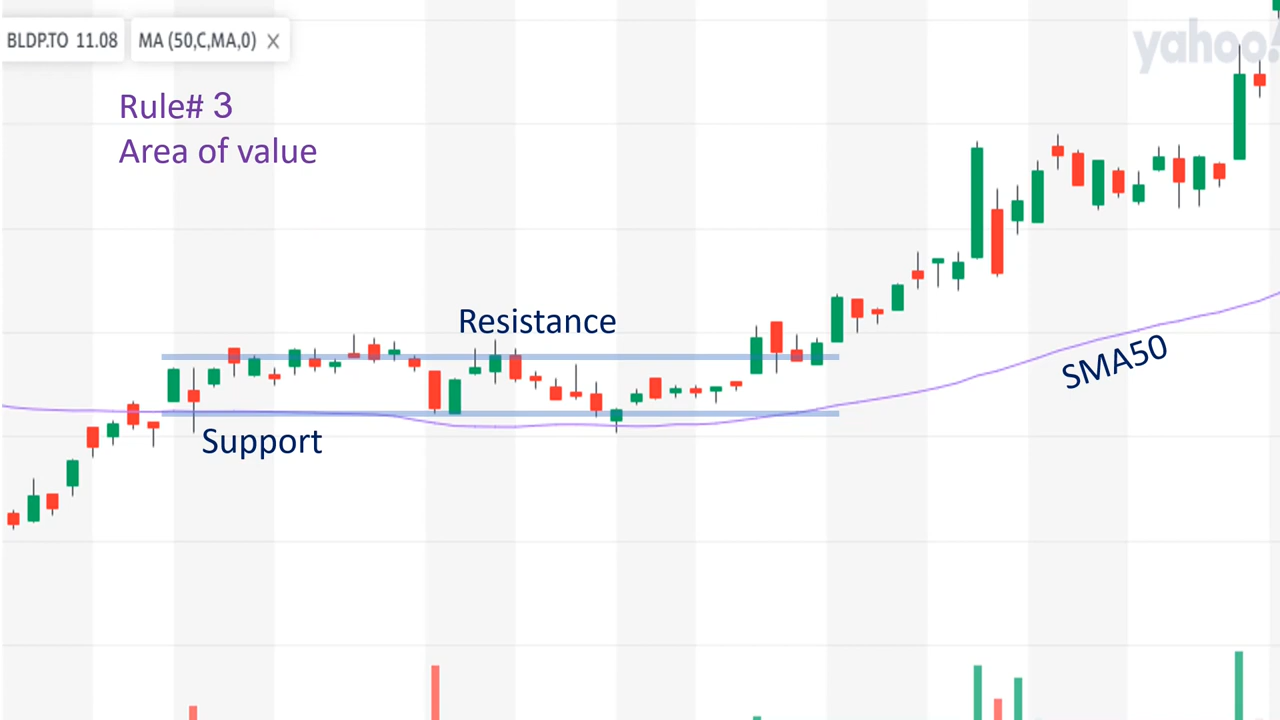 BLDP.TO 11.08
MA (50,C,MA,0) X
yahoo!
Rule# 3
Area of value
Resistance
Support
SMA50